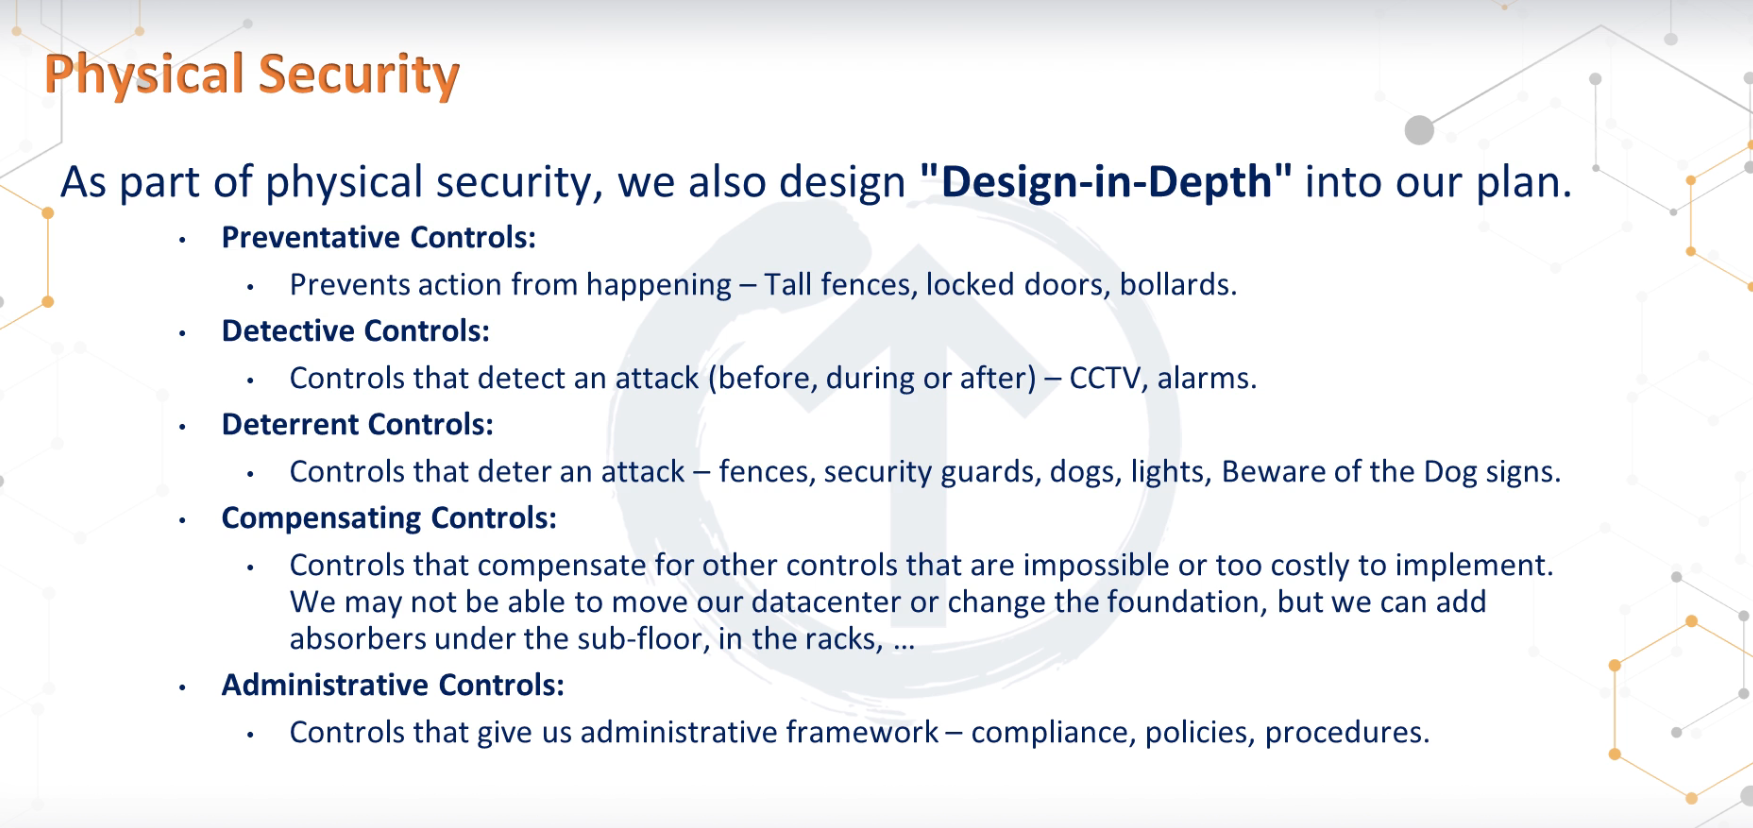 Physical Security
As part of physical security, we also design "Design-in-Depth" into our plan.
• Preventative Controls:
• Prevents action from happening – Tall fences, locked doors, bollards.
• Detective Controls:
• Controls that detect an attack (before, during or after) – CCTV, alarms.
• Deterrent Controls:
• Controls that deter an attack – fences, security guards, dogs, lights, Beware of the Dog signs.
• Compensating Controls:
• Controls that compensate for other controls that are impossible or too costly to implement.
We may not be able to move our datacenter or change the foundation, but we can add
absorbers under the sub-floor, in the racks, ...
• Administrative Controls:
• Controls that give us administrative framework – compliance, policies, procedures.